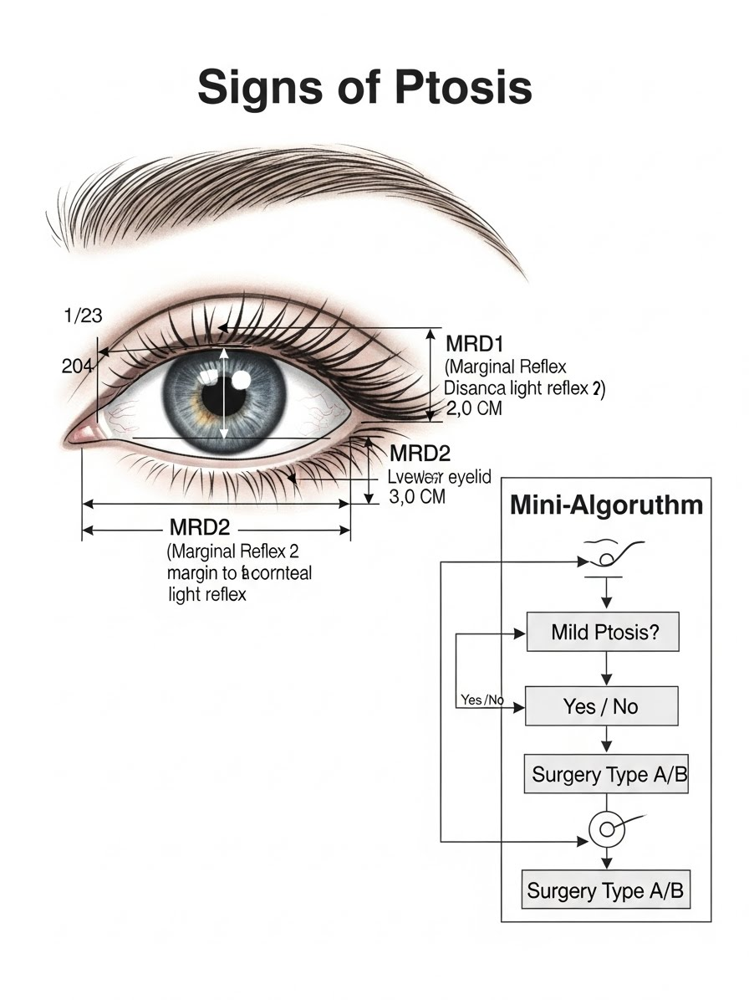 Signs of Ptosis
1/23
204
MRD1
(Marginal Reflex
Disanca light reflex 2)
2,0 CM
MRD2
eyelid
3,0 CM
MRD2
(Marginal Reflex 2
margin to acornteal
light reflex
Mini-Algoruthm
Mild Ptosis?
Yes /No
Yes / No
Surgery Type A/B
Surgery Type A/B